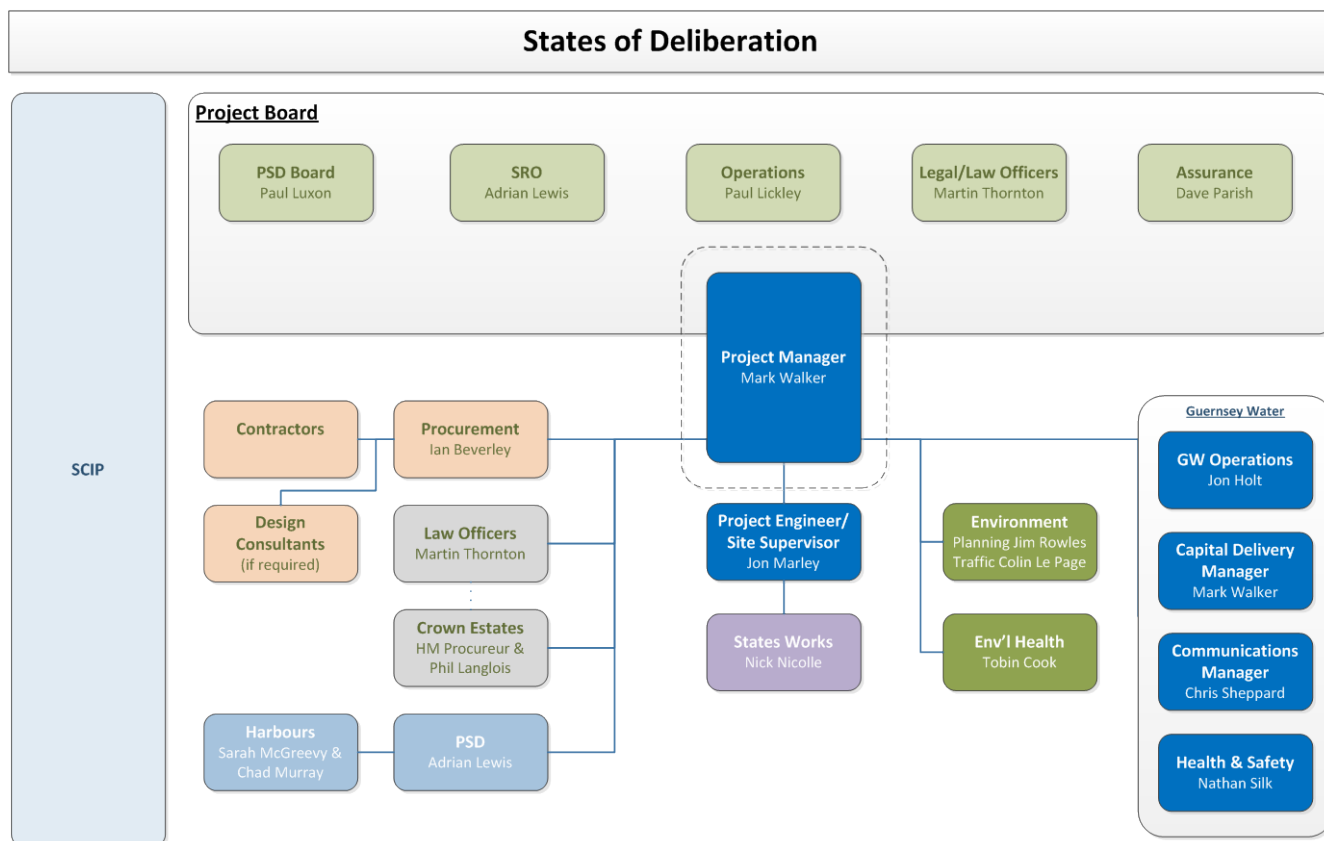 States of Deliberation
SCIP
Project Board
PSD Board
Paul Luxon
SRO
Adrian Lewis
Operations
Paul Lickley
Legal/Law Officers
Martin Thornton
Assurance
Dave Parish
Project Manager
Mark Walker
Contractors
Procurement
Ian Beverley
Design
Consultants
(if required)
Law Officers
Martin Thornton
Crown Estates
HM Procureur &
Phil Langlois
Harbours
Sarah McGreevy &
Chad Murray
PSD
Adrian Lewis
Project Engineer/
Site Supervisor
Jon Marley
States Works
Nick Nicolle
Environment
Planning Jim Rowles
Traffic Colin Le Page
Env’l Health
Tobin Cook
Guernsey Water
GW Operations
Jon Holt
Capital Delivery
Manager
Mark Walker
Communications
Manager
Chris Sheppard
Health & Safety
Nathan Silk